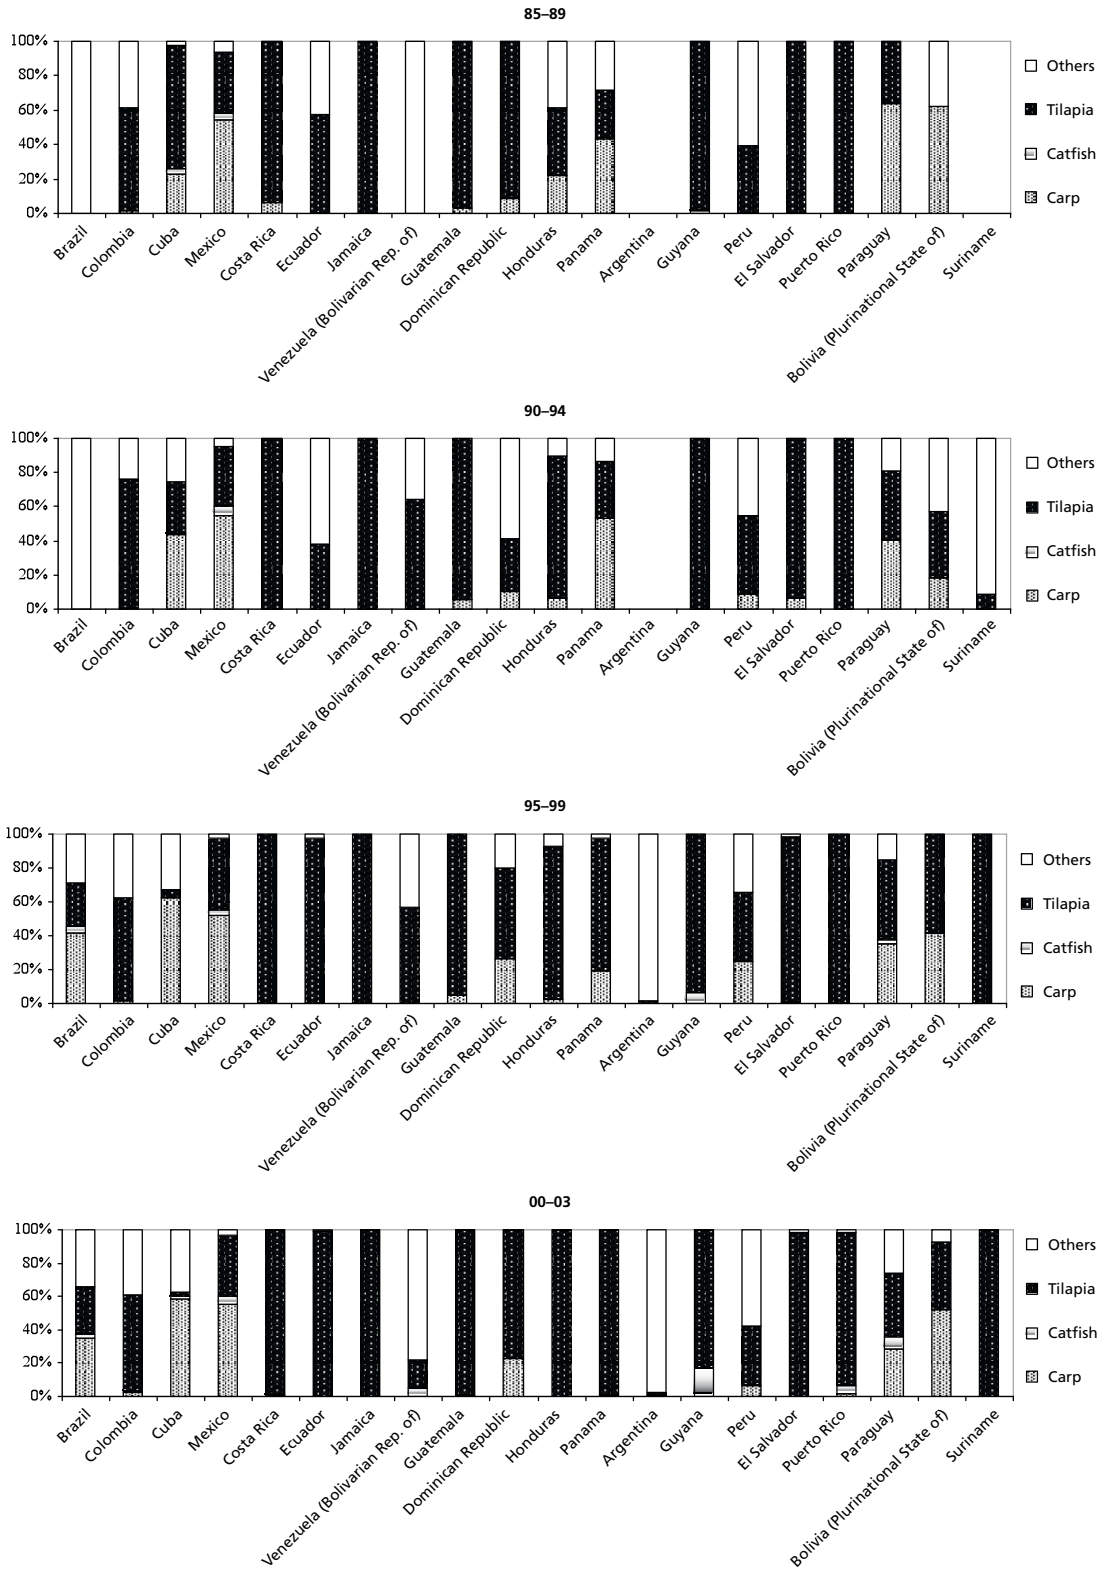 85–89
100%
80%
60%
40%
20%
0%
Others
Tilapia
Catfish
Carp
Brazil
Colombia
Cuba
Mexico
Costa Rica
Ecuador
Jamaica
Venezuela (Bolivarian Rep. of)
Guatemala
Dominican Republic
Honduras
Panama
Argentina
Guyana
Peru
El Salvador
Puerto Rico
Paraguay
Bolivia (Plurinational State of)
Suriname
90–94
100%
80%
60%
40%
20%
0%
Others
Tilapia
Catfish
Carp
Brazil
Colombia
Cuba
Mexico
Costa Rica
Ecuador
Jamaica
Venezuela (Bolivarian Rep. of)
Guatemala
Dominican Republic
Honduras
Panama
Argentina
Guyana
Peru
El Salvador
Puerto Rico
Paraguay
Bolivia (Plurinational State of)
Suriname
95–99
100%
80%
60%
40%
20%
0%
Others
Tilapia
Catfish
Carp
Brazil
Colombia
Cuba
Mexico
Costa Rica
Ecuador
Jamaica
Venezuela (Bolivarian Rep. of)
Guatemala
Dominican Republic
Honduras
Panama
Argentina
Guyana
Peru
El Salvador
Puerto Rico
Paraguay
Bolivia (Plurinational State of)
Suriname
00–03
100%
80%
60%
40%
20%
0%
Others
Tilapia
Catfish
Carp
Brazil
Colombia
Cuba
Mexico
Costa Rica
Ecuador
Jamaica
Venezuela (Bolivarian Rep. of)
Guatemala
Dominican Republic
Honduras
Panama
Argentina
Guyana
Peru
El Salvador
Puerto Rico
Paraguay
Bolivia (Plurinational State of)
Suriname